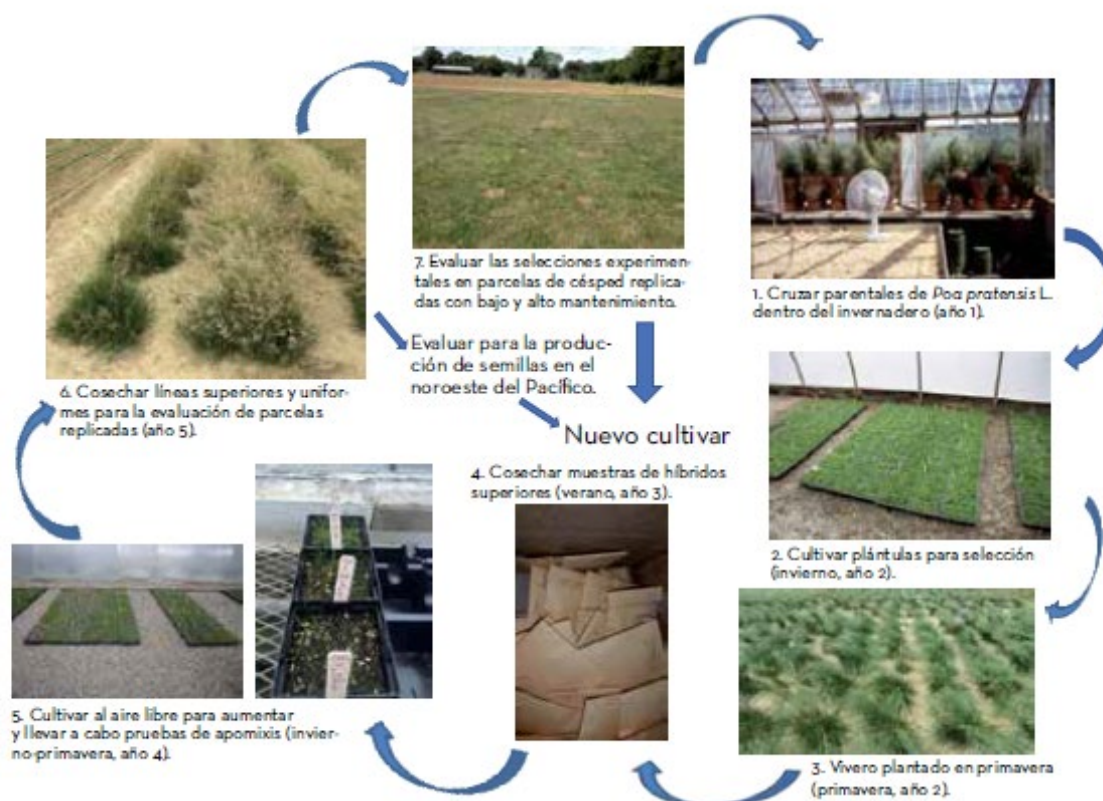 7. Evaluar las selecciones experimen-
tales en parcelas de césped replica-
das con bajo y alto mantenimiento.
1. Cruzar parentales de Poa pratensis L.
dentro del invernadero (año 1).
Evaluar para la produc-
ción de semillas en el
noroeste del Pacífico.
6. Cosechar líneas superiores y unifor-
mes para la evaluación de parcelas
replicadas (año 5).
Nuevo cultivar
4. Cosechar muestras de híbridos
superiores (verano, año 3).
2. Cultivar plántulas para selección
(invierno, año 2).
5. Cultivar al aire libre para aumentar
y llevar a cabo pruebas de apomixis (invier-
no-primavera, año 4).
3. Vivero plantado en primavera
(primavera, año 2).